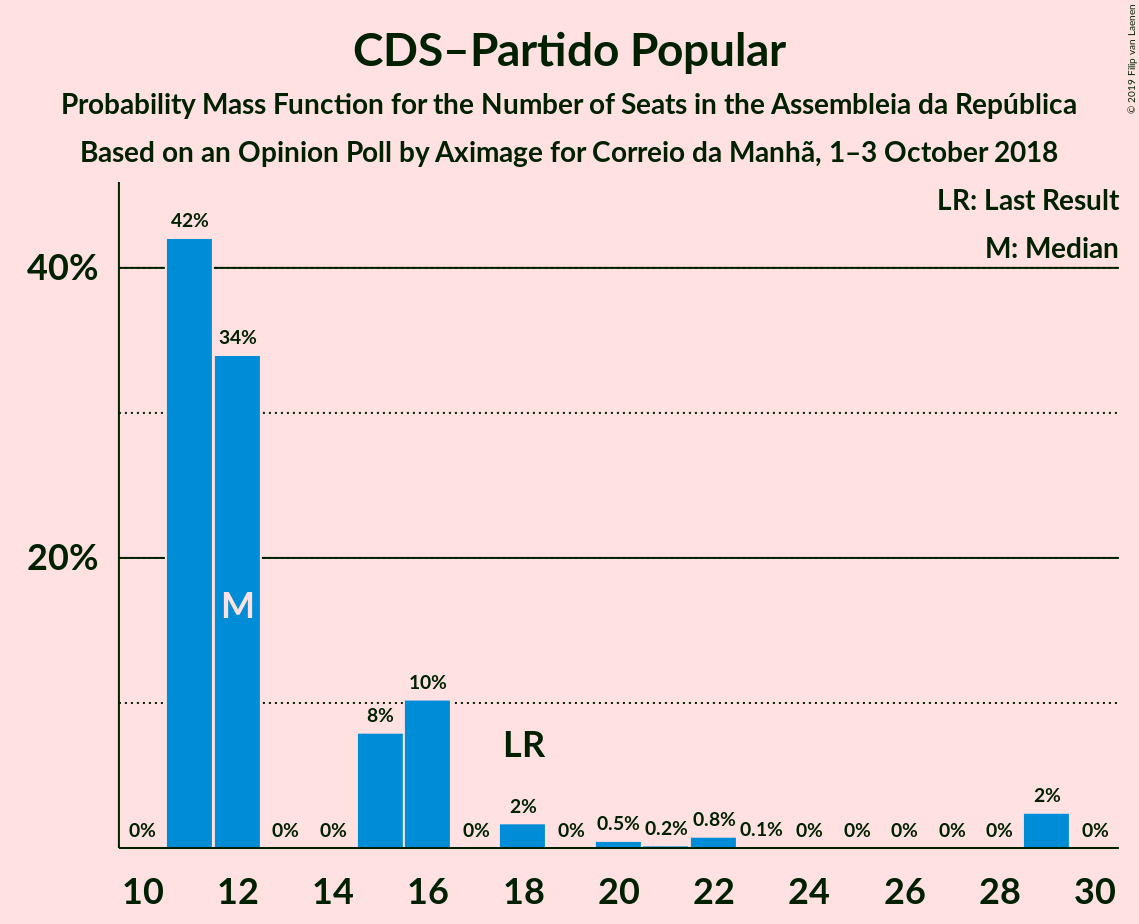 CDS–Partido Popular
Probability Mass Function for the Number of Seats in the Assembleia da República
Based on an Opinion Poll by Aximage for Correio da Manhã, 1–3 October 2018
© 2019 Filip van Laenen
LR: Last Result
M: Median
40%
20%
0% 42% 34% 0% 0% 8% 10% 0% 2% 0% 0.5% 0.2% 0.8% 0.1% 0% 0% 0% 0% 0% 2% 0%
M
LR
10 12 14 16 18 20 22 24 26 28 30